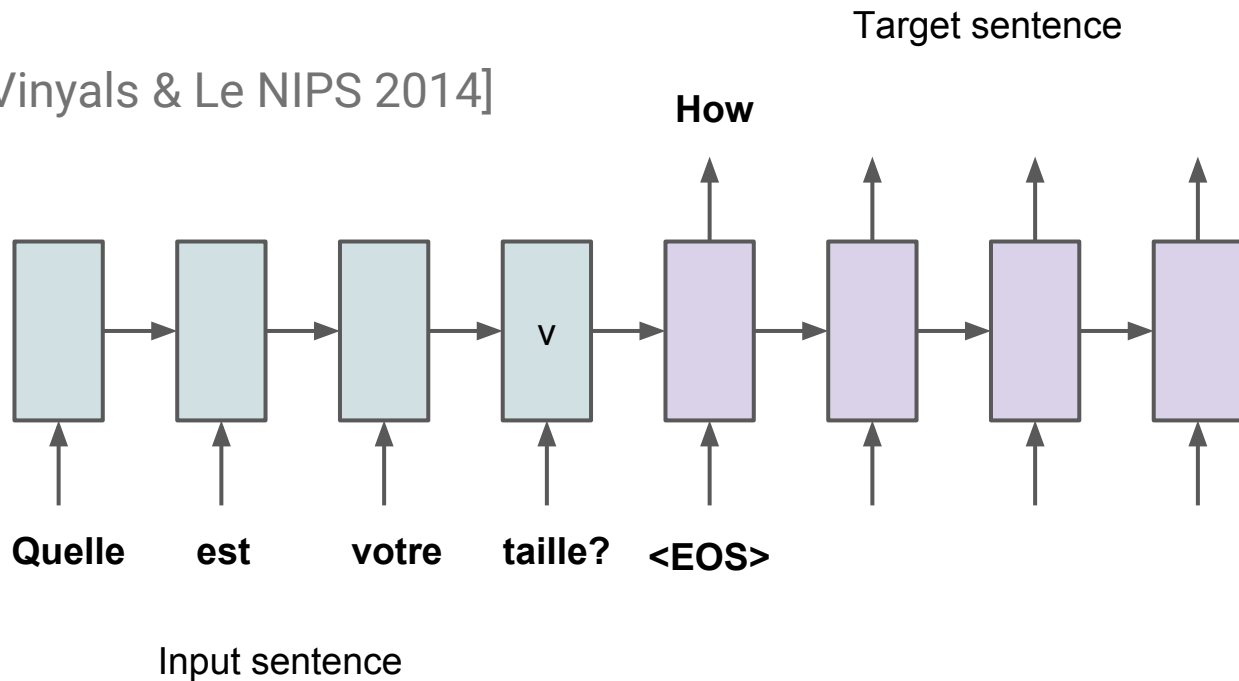 Target sentence
Vinyals & Le NIPS 2014]
How
v
Quelle est votre taille? <EOS>
Input sentence